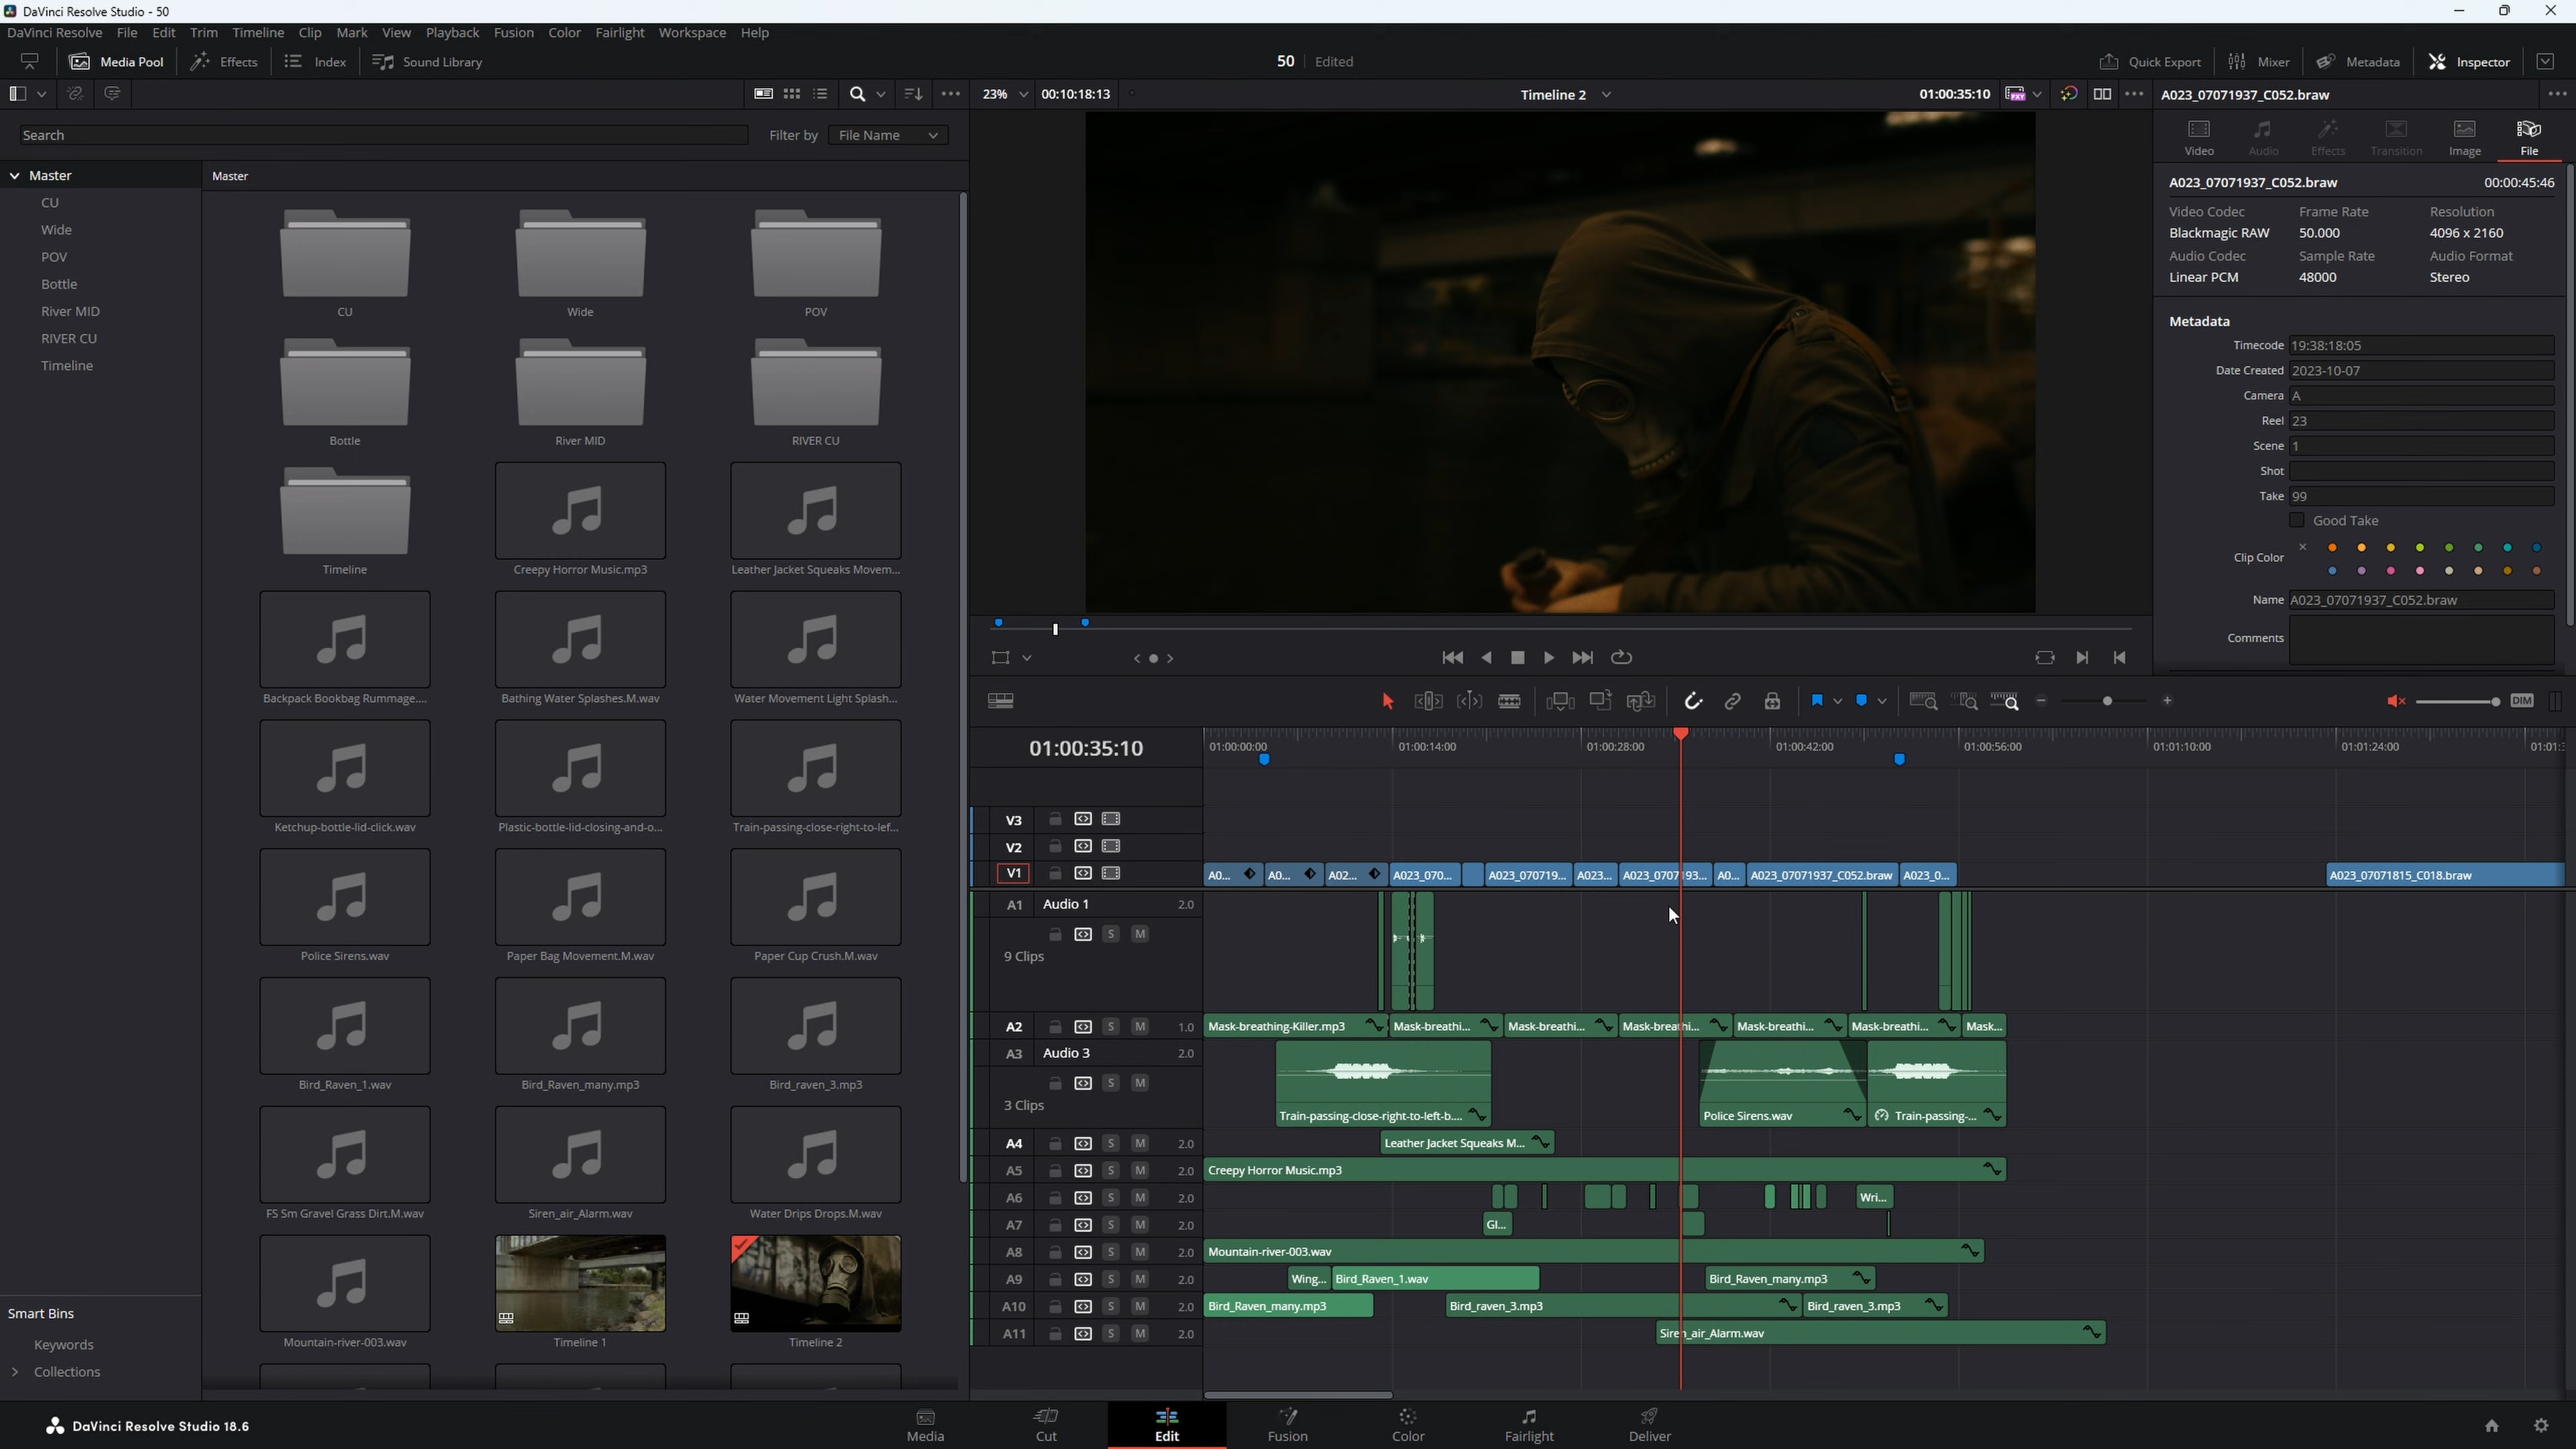 DaVinci Resolve Studio - 50
DaVinci Resolve File Edit Trim Timeline Clip Mark View Playback Fusion Color Fairlight Workspace Help
Media Pool Effects Index Sound Library 50 Edited Quick Export Mixer Metadata Inspector
23% 00:10:18:13 Timeline 2 01:00:35:10 A023_07071937_C052.braw
Search Filter by File Name
Video Audio Effects Transition Image File
Master
CU
Wide
POV
Bottle
River MID
RIVER CU
Timeline
Smart Bins
Keywords
Collections
Master
CU Wide POV
Bottle River MID RIVER CU
Timeline Creepy Horror Music.mp3 Leather Jacket Squeaks Movem...
Backpack Bookbag Rummage.... Bathing Water Splashes.M.wav Water Movement Light Splash...
Ketchup-bottle-lid-click.wav Plastic-bottle-lid-closing-and-o... Train-passing-close-right-to-lef...
Police Sirens.wav Paper Bag Movement.M.wav Paper Cup Crush.M.wav
Bird_Raven_1.wav Bird_Raven_many.mp3 Bird_raven_3.mp3
FS Sm Gravel Grass Dirt.M.wav Siren_air_Alarm.wav Water Drips Drops.M.wav
Mountain-river-003.wav Timeline 1 Timeline 2
A023_07071937_C052.braw 00:00:45:46
Video Codec Frame Rate Resolution
Blackmagic RAW 50.000 4096 x 2160
Audio Codec Sample Rate Audio Format
Linear PCM 48000 Stereo
Metadata
Timecode 19:38:18:05
Date Created 2023-10-07
Camera A
Reel 23
Scene 1
Shot
Take 99
Good Take
Clip Color
Name A023_07071937_C052.braw
Comments
DIM
01:00:35:10 01:00:00:00 01:00:14:00 01:00:28:00 01:00:42:00 01:00:56:00 01:01:10:00 01:01:24:00 01:01:3
V3
V2
V1 A0... A0... A02... A023_070... A023_070719... A023... A023_0707193... A0... A023_07071937_C052.braw A023_0... A023_07071815_C018.braw
A1 Audio 1 2.0
S M
9 Clips
A2 S M 1.0 Mask-breathing-Killer.mp3 Mask-breathi... Mask-breathi... Mask-breathi... Mask-breathi... Mask-breathi... Mask...
A3 Audio 3 2.0
S M
3 Clips
Train-passing-close-right-to-left-b.... Police Sirens.wav Train-passing-...
A4 S M 2.0 Leather Jacket Squeaks M...
A5 S M 2.0 Creepy Horror Music.mp3
A6 S M 2.0 Wri...
A7 S M 2.0 Gl...
A8 S M 2.0 Mountain-river-003.wav
A9 S M 2.0 Wing... Bird_Raven_1.wav Bird_Raven_many.mp3
A10 S M 2.0 Bird_Raven_many.mp3 Bird_raven_3.mp3 Bird_raven_3.mp3
A11 S M 2.0 Siren_air_Alarm.wav
DaVinci Resolve Studio 18.6 Media Cut Edit Fusion Color Fairlight Deliver